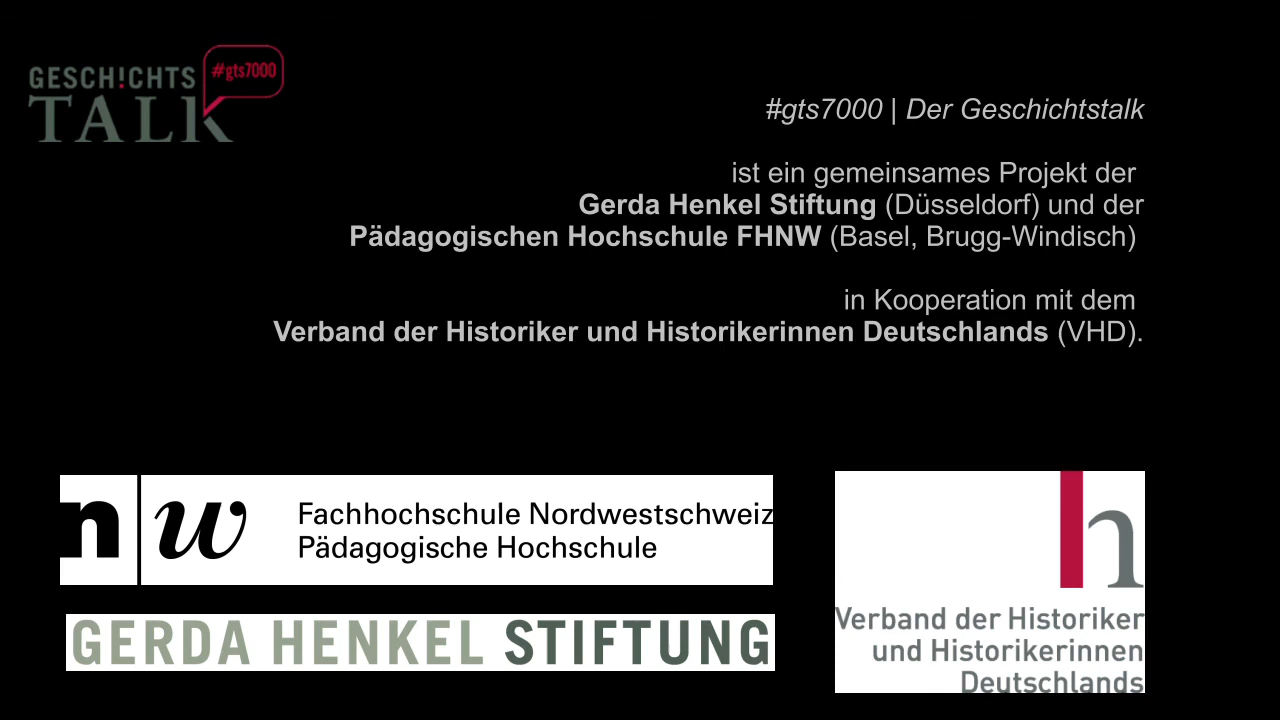 GESCH!CHTS
#gts7000
TALK
#gts7000 | Der Geschichtstalk
ist ein gemeinsames Projekt der
Gerda Henkel Stiftung (Düsseldorf) und der
Pädagogischen Hochschule FHNW (Basel, Brugg-Windisch)
in Kooperation mit dem
Verband der Historiker und Historikerinnen Deutschlands (VHD).
n w
Fachhochschule Nordwestschweiz
Pädagogische Hochschule
GERDA HENKEL STIFTUNG
h
Verband der Historiker
und Historikerinnen
Deutschlands